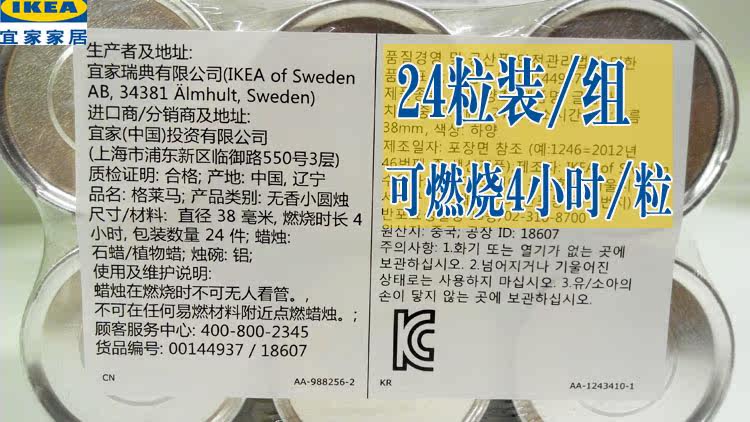 IKEA
宜家家居
生产者及地址:
宜家瑞典有限公司(IKEA of Sweden
AB, 34381 Älmhult, Sweden)
进口商/分销商及地址:
宜家(中国)投资有限公司
(上海市浦东新区临御路550号3层)
质检证明: 合格; 产地: 中国, 辽宁
品名: 格莱马; 产品类别: 无香小圆烛
尺寸/材料: 直径 38 毫米, 燃烧时长 4
小时, 包装数量 24 件; 蜡烛:
石蜡/植物蜡; 烛碗: 铝;
使用及维护说明:
蜡烛在燃烧时不可无人看管。,
不可在任何易燃材料附近点燃蜡烛。;
顾客服务中心: 400-800-2345
货品编号: 00144937 / 18607
CN
AA-988256-2
24粒装/组
可燃烧4小时/粒
품질경영 및
38mm, 색상: 하양
제조일자: 포장면 참조 (예:1246=2012년
원산지: 중국; 공장 ID: 18607
주의사항: 1.화기 또는 열기가 없는 곳에
보관하십시오. 2.넘어지거나 기울어진
상태로는 사용하지 마십시오. 3.유/소아의
손이 닿지 않는 곳에 보관하십시오.
KR
AA-1243410-1